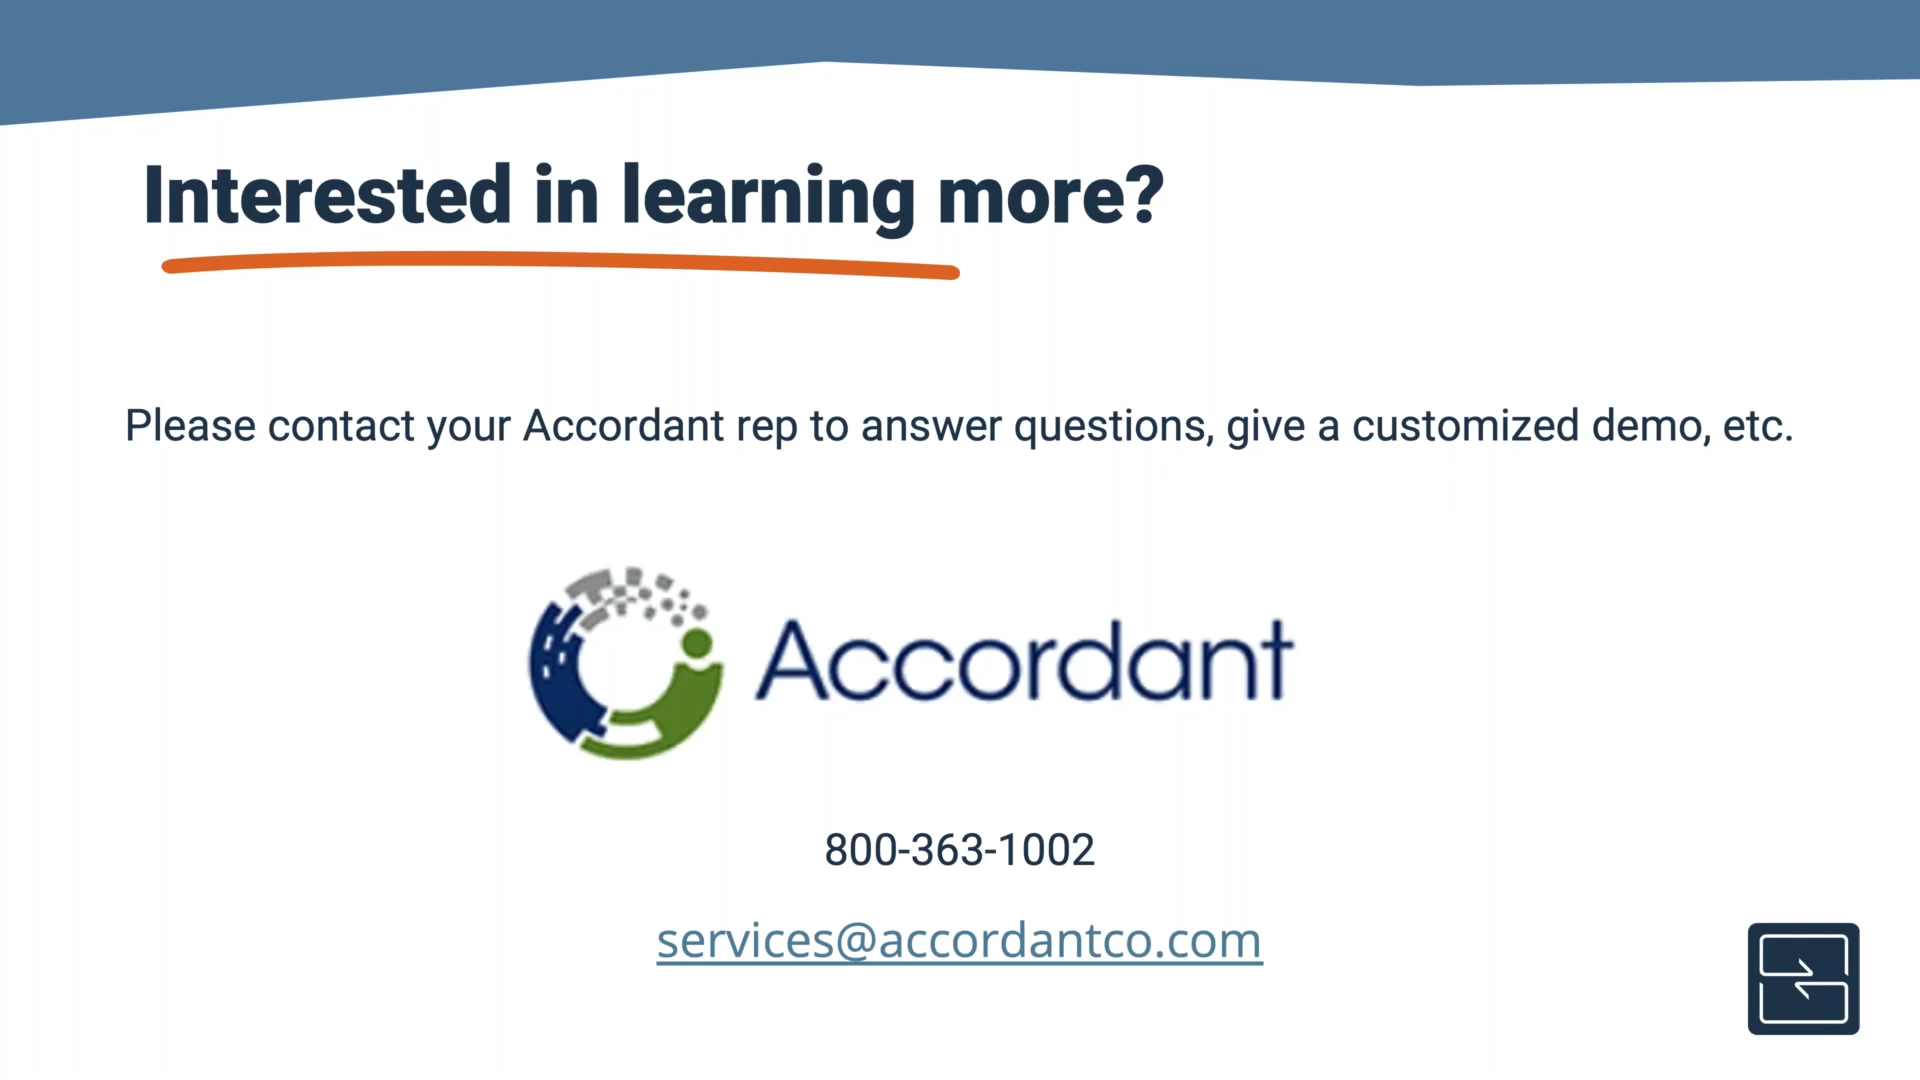 Interested in learning more?
Please contact your Accordant rep to answer questions, give a customized demo, etc.
Accordant
800-363-1002
services@accordantco.com